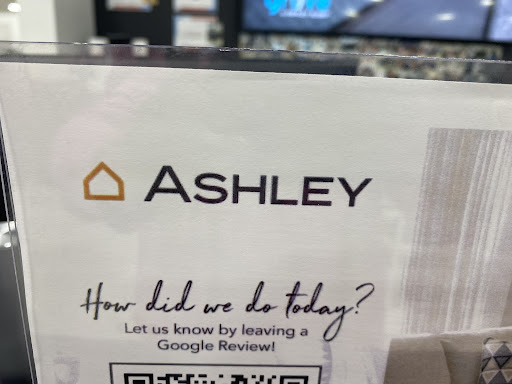 ASHLEY
How did we do today?
Let us know by leaving a
Google Review!